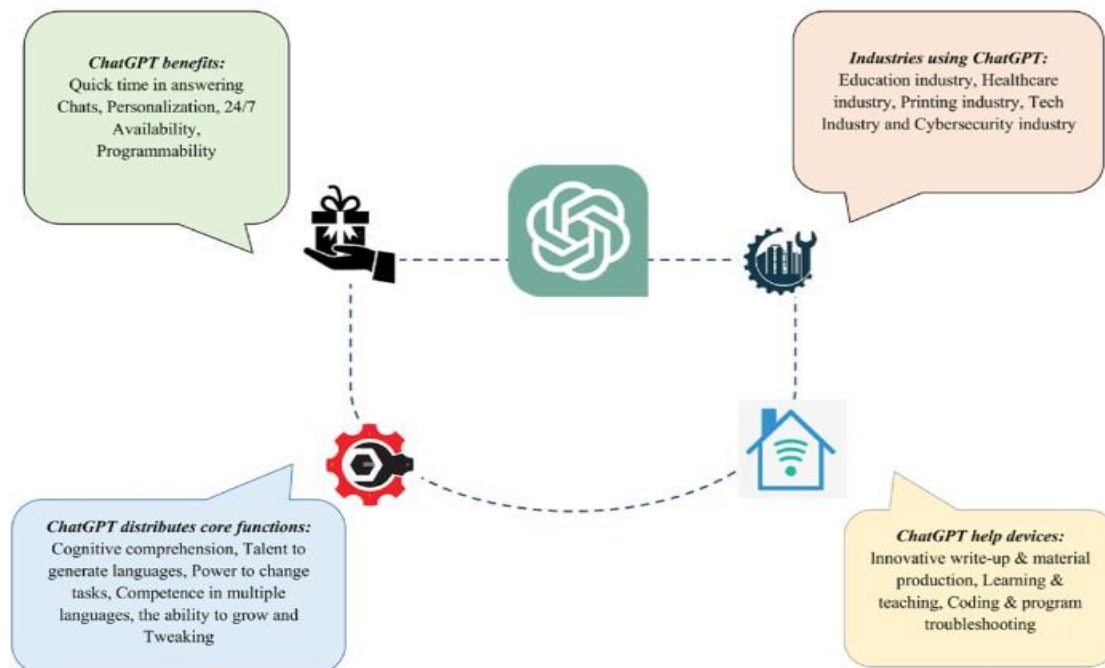 ChatGPT benefits:
Quick time in answering
Chats, Personalization, 24/7
Availability,
Programmability
Industries using ChatGPT:
Education industry, Healthcare
industry, Printing industry, Tech
Industry and Cybersecurity industry
ChatGPT distributes core functions:
Cognitive comprehension, Talent to
generate languages, Power to change
tasks, Competence in multiple
languages, the ability to grow and
Tweaking
ChatGPT help devices:
Innovative write-up & material
production, Learning &
teaching, Coding & program
troubleshooting